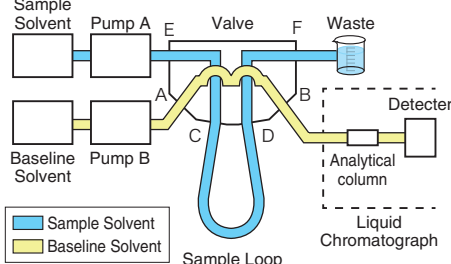 Sample
Solvent
Pump A
E
Valve
F
Waste
A
B
Detecter
C
D
Baseline
Solvent
Pump B
Analytical
column
Sample Solvent
Baseline Solvent
Liquid
Chromatograph
Sample Loop